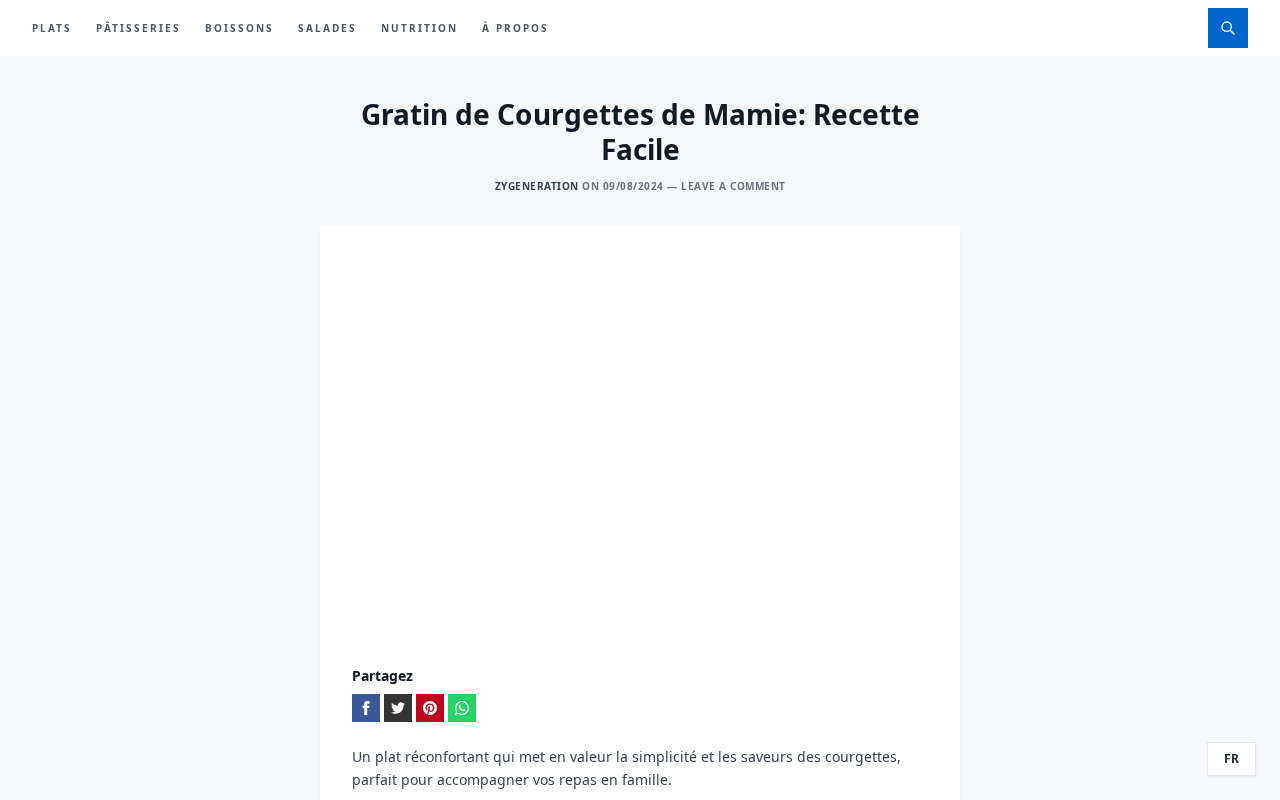 PLATS PÂTISSERIES BOISSONS SALADES NUTRITION À PROPOS
Gratin de Courgettes de Mamie: Recette
Facile
ZYGENERATION ON 09/08/2024 — LEAVE A COMMENT
Partagez
Un plat réconfortant qui met en valeur la simplicité et les saveurs des courgettes,
parfait pour accompagner vos repas en famille.
FR